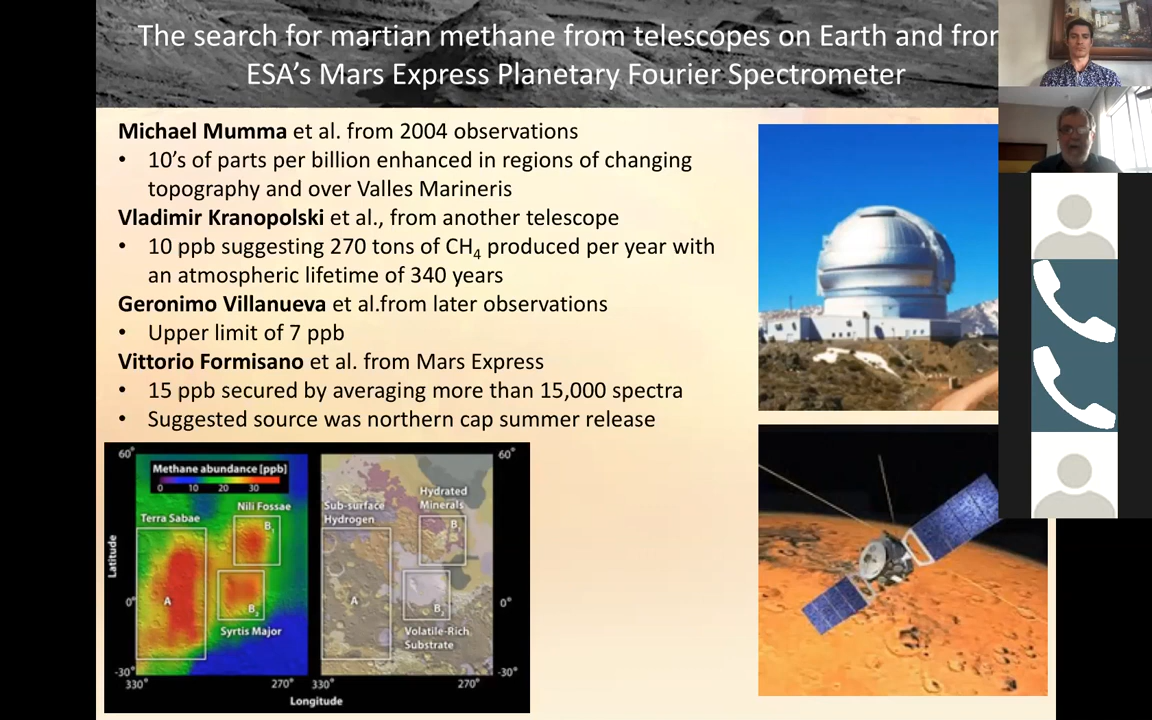 The search for martian methane from telescopes on Earth and from
ESA's Mars Express Planetary Fourier Spectrometer
Michael Mumma et al. from 2004 observations
• 10's of parts per billion enhanced in regions of changing
topography and over Valles Marineris
Vladimir Kranopolski et al., from another telescope
• 10 ppb suggesting 270 tons of CH₄ produced per year with
an atmospheric lifetime of 340 years
Geronimo Villanueva et al.from later observations
• Upper limit of 7 ppb
Vittorio Formisano et al. from Mars Express
• 15 ppb secured by averaging more than 15,000 spectra
• Suggested source was northern cap summer release
60°
Methane abundance [ppb]
0 10 20 30
Nili Fossae
Terra Sabae
B₁
Latitude
0°
A
B₂
Syrtis Major
-30°
330°
270°
60°
Hydrated
Minerals
Sub-surface
Hydrogen
B₁
A
B₂
0°
Volatile-Rich
Substrate
-30°
330°
270°
Longitude